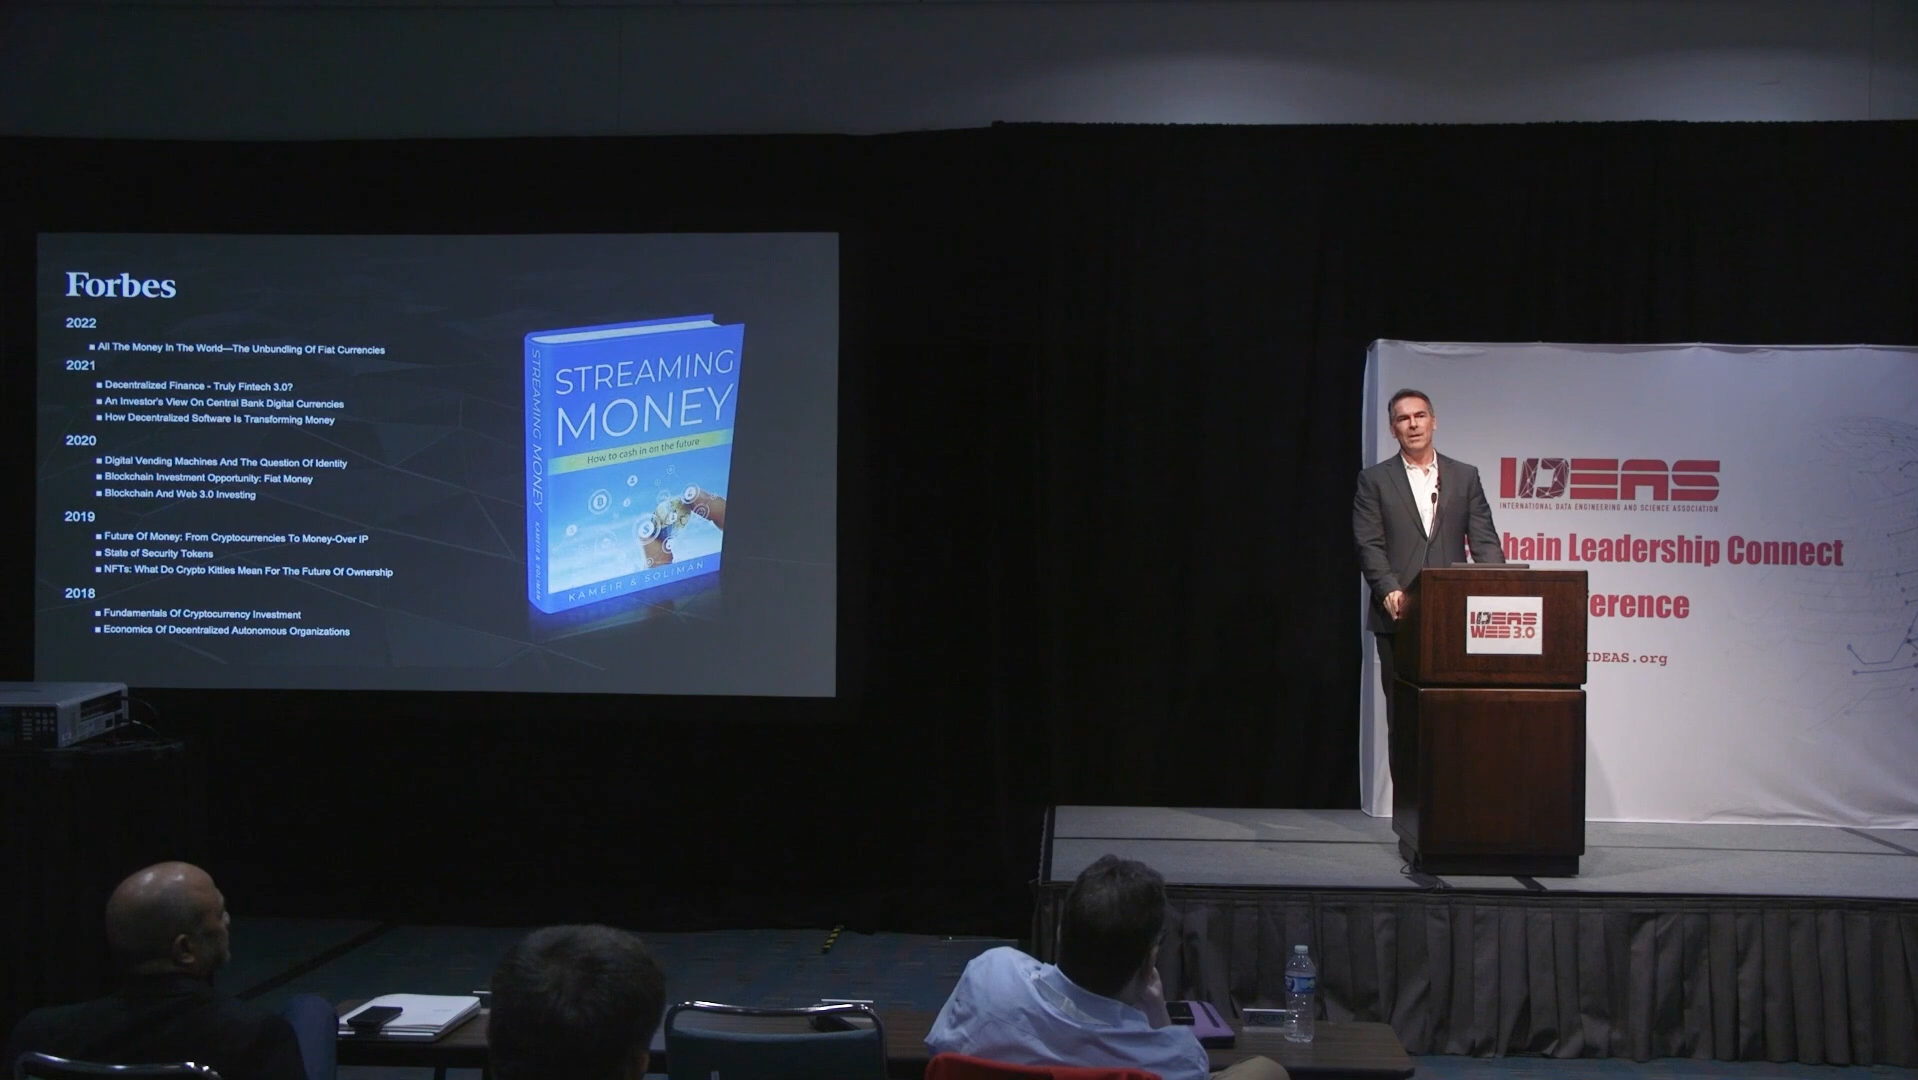 Forbes
2022
All The Money In The World—The Unbundling Of Fiat Currencies
2021
Decentralized Finance - Truly Fintech 3.0?
An Investor's View On Central Bank Digital Currencies
How Decentralized Software Is Transforming Money
2020
Digital Vending Machines And The Question Of Identity
Blockchain Investment Opportunity: Fiat Money
Blockchain And Web 3.0 Investing
2019
Future Of Money: From Cryptocurrencies To Money-Over IP
State of Security Tokens
NFTs: What Do Crypto Kitties Mean For The Future Of Ownership
2018
Fundamentals Of Cryptocurrency Investment
Economics Of Decentralized Autonomous Organizations
STREAMING MONEY KAMEIR & SOLIMAN
STREAMING
MONEY
How to cash in on the future
KAMEIR & SOLIMAN
IDEAS
INTERNATIONAL DATA ENGINEERING AND SCIENCE ASSOCIATION
hain Leadership Connect
erence
IDEAS.org
IDEAS
WEB 3.0